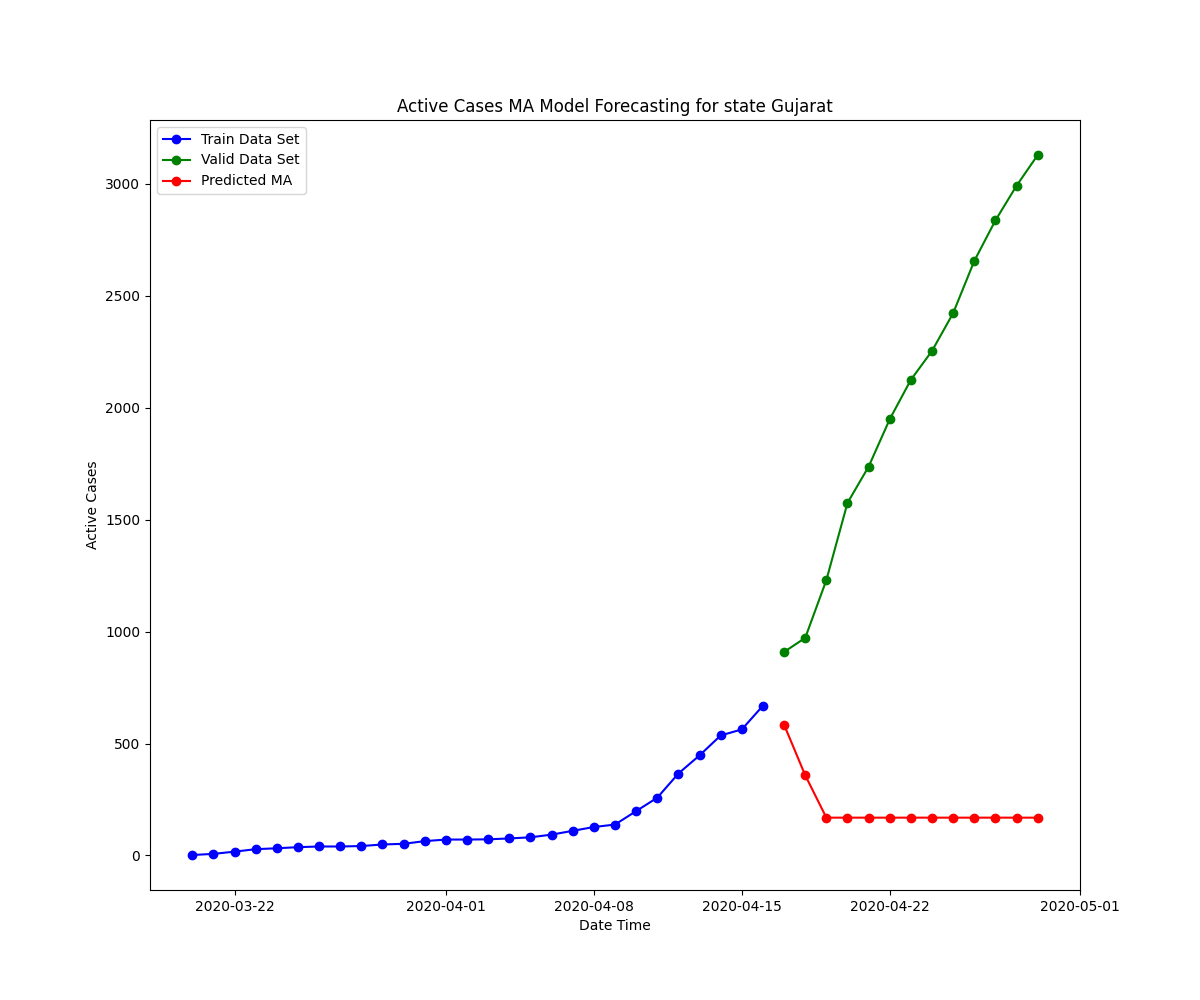 Active Cases MA Model Forecasting for state Gujarat
Train Data Set
Valid Data Set
Predicted MA
3000
2500
2000
1500
1000
500
0
Active Cases
2020-03-22
2020-04-01
2020-04-08
2020-04-15
2020-04-22
2020-05-01
Date Time